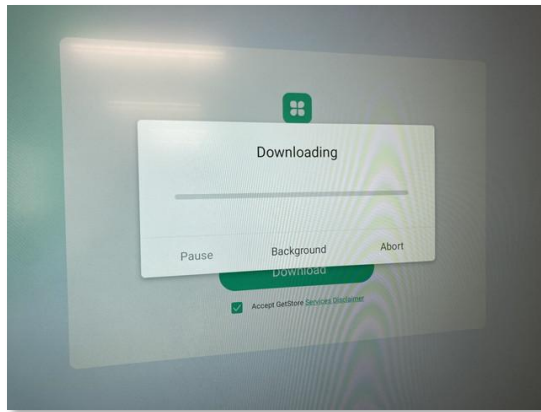 Downloading
Pause Background Abort
Download
Accept GetStore Services Disclaimer